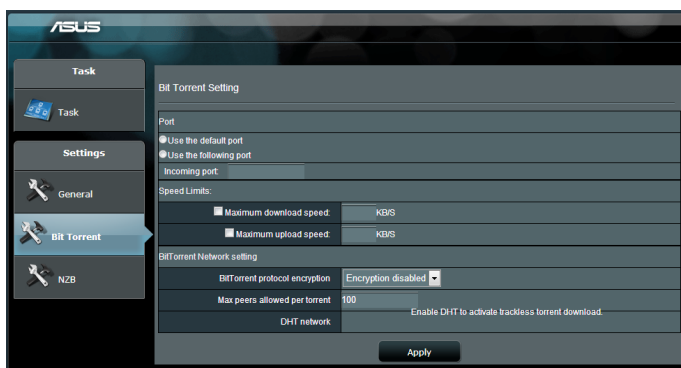 ASUS
Task
Task
Settings
General
Bit Torrent
NZB
Bit Torrent Setting
Port
Use the default port
Use the following port
Incoming port:
Speed Limits:
Maximum download speed: KB/S
Maximum upload speed: KB/S
BitTorrent Network setting
BitTorrent protocol encryption Encryption disabled
Max peers allowed per torrent 100
DHT network Enable DHT to activate trackless torrent download.
Apply